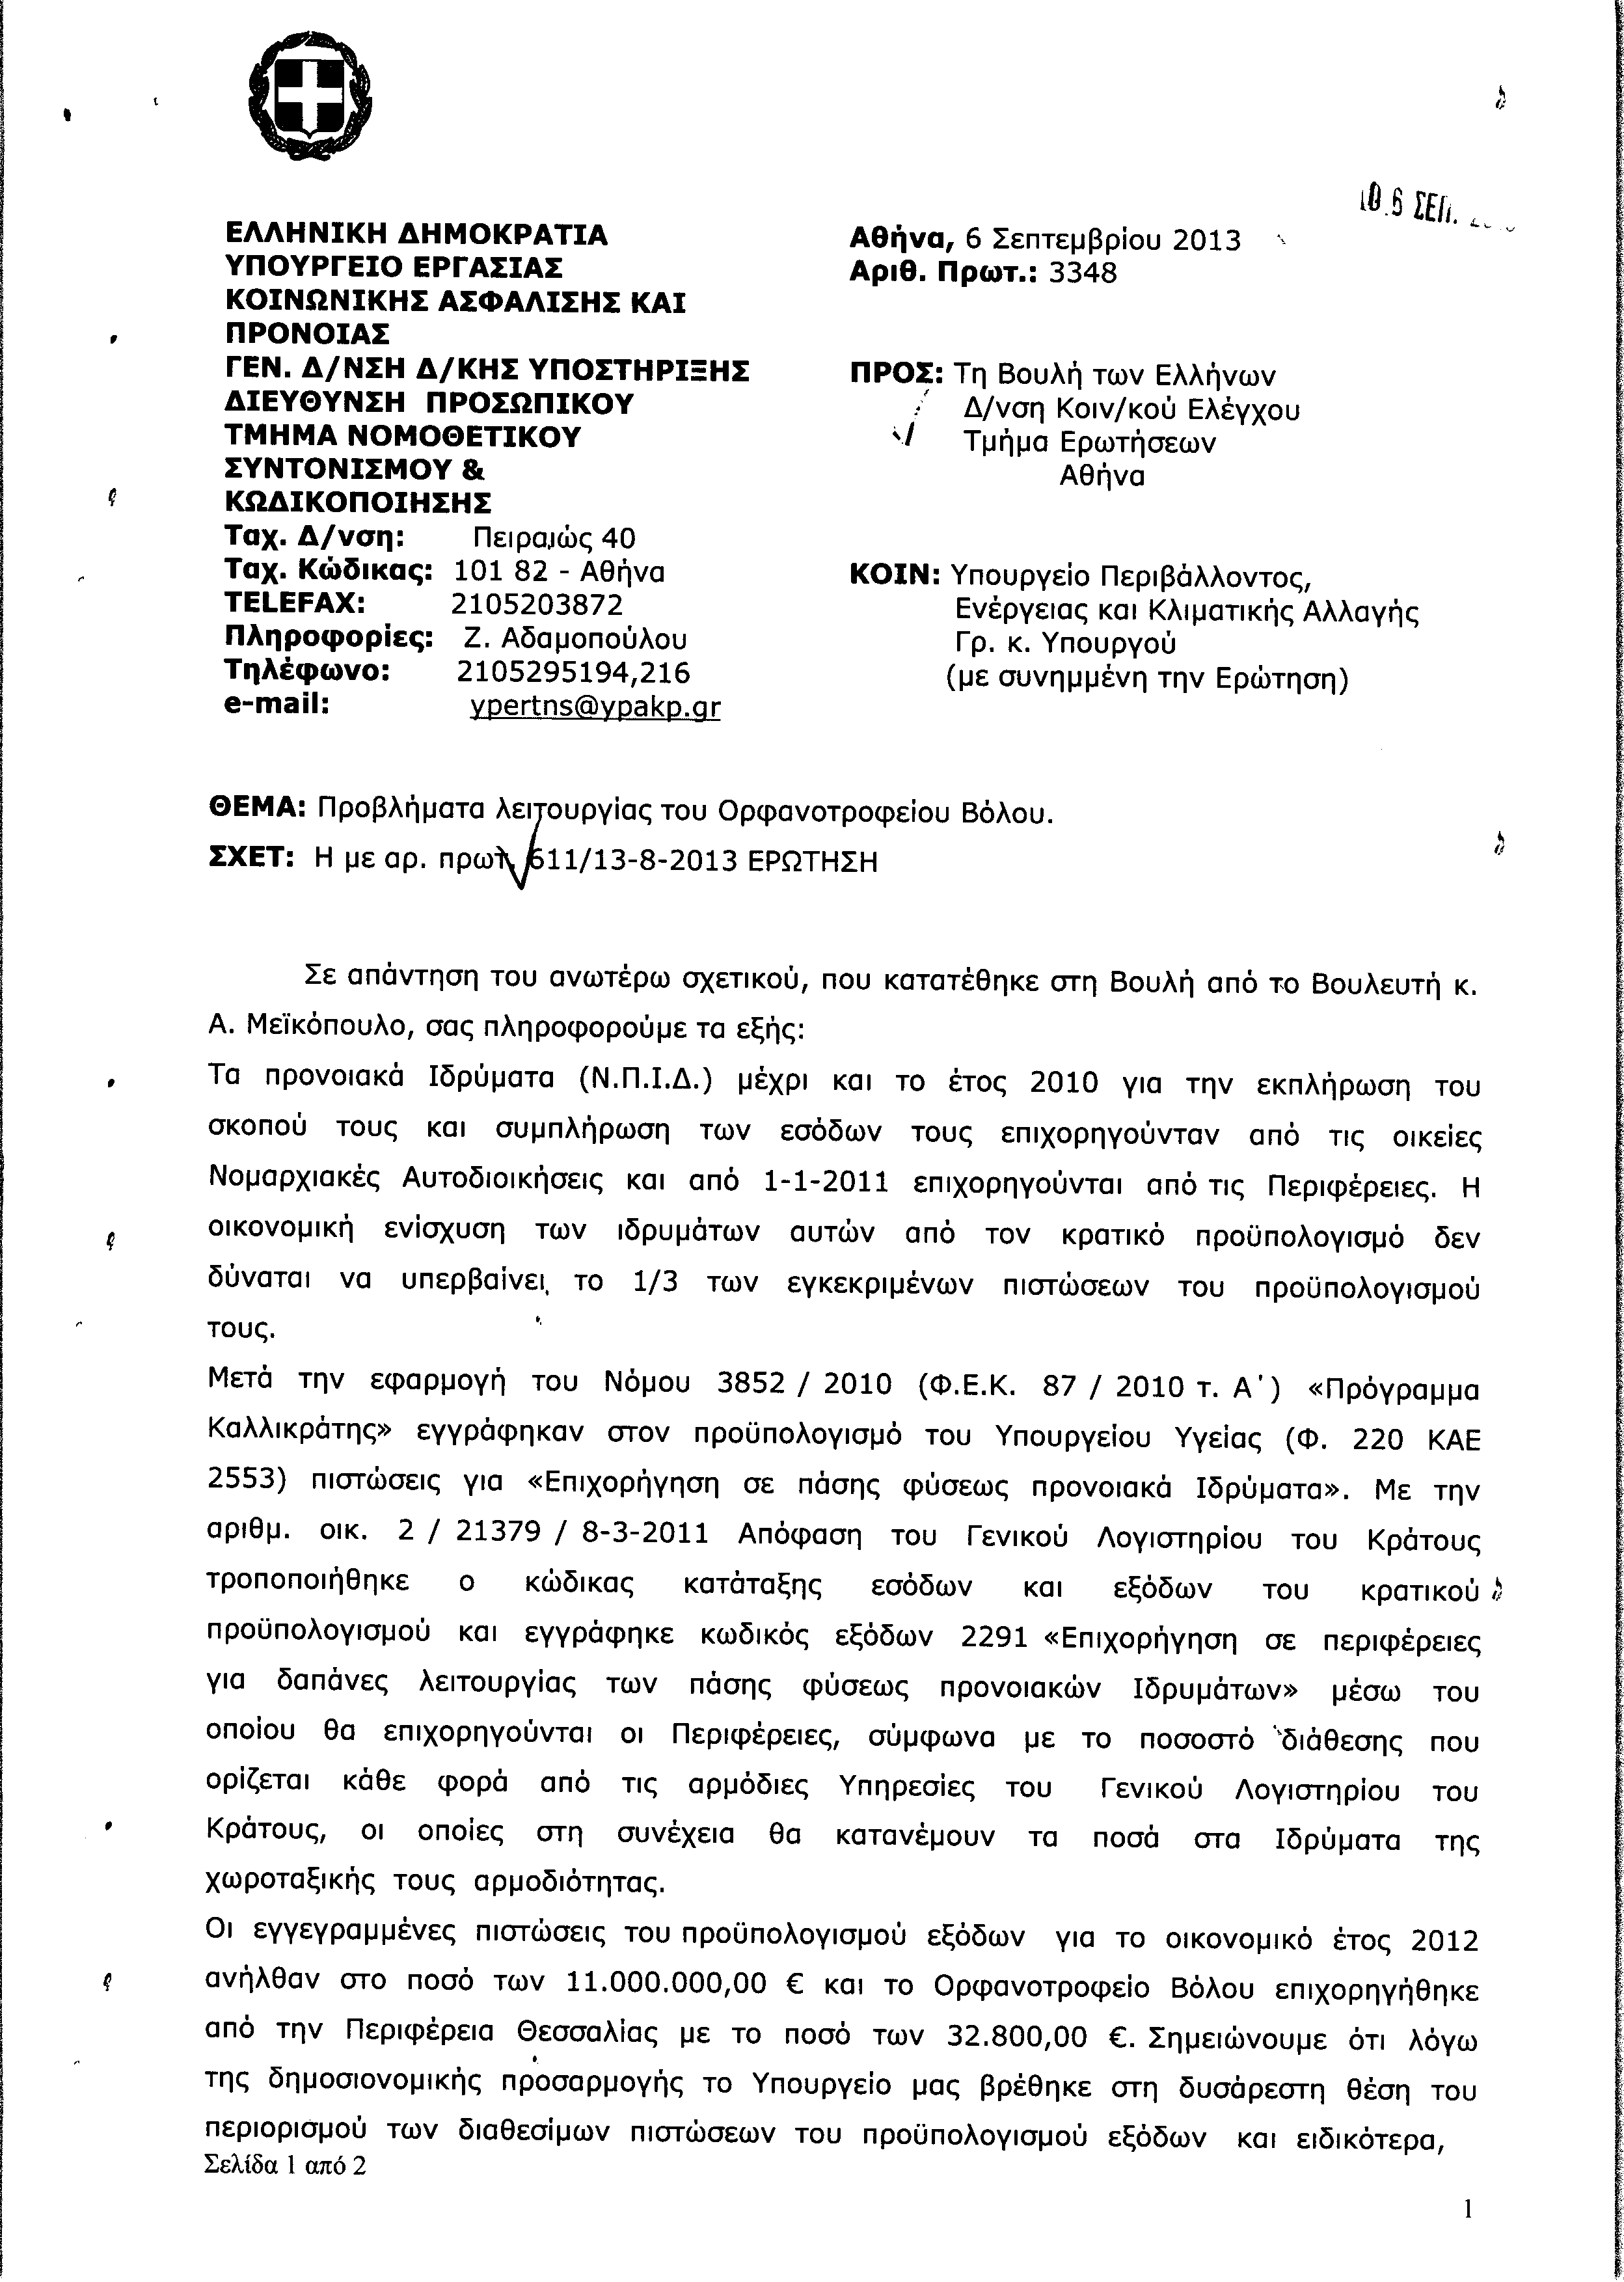 06 ΣΕΠ.
ΕΛΛΗΝΙΚΗ ΔΗΜΟΚΡΑΤΙΑ
ΥΠΟΥΡΓΕΙΟ ΕΡΓΑΣΙΑΣ
ΚΟΙΝΩΝΙΚΗΣ ΑΣΦΑΛΙΣΗΣ ΚΑΙ
ΠΡΟΝΟΙΑΣ
ΓΕΝ. Δ/ΝΣΗ Δ/ΚΗΣ ΥΠΟΣΤΗΡΙΞΗΣ
ΔΙΕΥΘΥΝΣΗ ΠΡΟΣΩΠΙΚΟΥ
ΤΜΗΜΑ ΝΟΜΟΘΕΤΙΚΟΥ
ΣΥΝΤΟΝΙΣΜΟΥ &
ΚΩΔΙΚΟΠΟΙΗΣΗΣ
Ταχ. Δ/νση: Πειραιώς 40
Ταχ. Κώδικας: 101 82 - Αθήνα
TELEFAX: 2105203872
Πληροφορίες: Ζ. Αδαμοπούλου
Τηλέφωνο: 2105295194,216
e-mail: ypertns@ypakp.gr
Αθήνα, 6 Σεπτεμβρίου 2013
Αριθ. Πρωτ.: 3348
ΠΡΟΣ: Τη Βουλή των Ελλήνων
Δ/νση Κοιν/κού Ελέγχου
Τμήμα Ερωτήσεων
Αθήνα
ΚΟΙΝ: Υπουργείο Περιβάλλοντος,
Ενέργειας και Κλιματικής Αλλαγής
Γρ. κ. Υπουργού
(με συνημμένη την Ερώτηση)
ΘΕΜΑ: Προβλήματα λειτουργίας του Ορφανοτροφείου Βόλου.
ΣΧΕΤ: Η με αρ. πρωτ. 611/13-8-2013 ΕΡΩΤΗΣΗ
Σε απάντηση του ανωτέρω σχετικού, που κατατέθηκε στη Βουλή από το Βουλευτή κ.
Α. Μεϊκόπουλο, σας πληροφορούμε τα εξής:
Τα προνοιακά Ιδρύματα (Ν.Π.Ι.Δ.) μέχρι και το έτος 2010 για την εκπλήρωση του
σκοπού τους και συμπλήρωση των εσόδων τους επιχορηγούνταν από τις οικείες
Νομαρχιακές Αυτοδιοικήσεις και από 1-1-2011 επιχορηγούνται από τις Περιφέρειες. Η
οικονομική ενίσχυση των ιδρυμάτων αυτών από τον κρατικό προϋπολογισμό δεν
δύναται να υπερβαίνει το 1/3 των εγκεκριμένων πιστώσεων του προϋπολογισμού
τους.
Μετά την εφαρμογή του Νόμου 3852 / 2010 (Φ.Ε.Κ. 87 / 2010 τ. Α') «Πρόγραμμα
Καλλικράτης» εγγράφηκαν στον προϋπολογισμό του Υπουργείου Υγείας (Φ. 220 ΚΑΕ
2553) πιστώσεις για «Επιχορήγηση σε πάσης φύσεως προνοιακά Ιδρύματα». Με την
αριθμ. οικ. 2 / 21379 / 8-3-2011 Απόφαση του Γενικού Λογιστηρίου του Κράτους
τροποποιήθηκε ο κώδικας κατάταξης εσόδων και εξόδων του κρατικού
προϋπολογισμού και εγγράφηκε κωδικός εξόδων 2291 «Επιχορήγηση σε περιφέρειες
για δαπάνες λειτουργίας των πάσης φύσεως προνοιακών Ιδρυμάτων» μέσω του
οποίου θα επιχορηγούνται οι Περιφέρειες, σύμφωνα με το ποσοστό διάθεσης που
ορίζεται κάθε φορά από τις αρμόδιες Υπηρεσίες του Γενικού Λογιστηρίου του
Κράτους, οι οποίες στη συνέχεια θα κατανέμουν τα ποσά στα Ιδρύματα της
χωροταξικής τους αρμοδιότητας.
Οι εγγεγραμμένες πιστώσεις του προϋπολογισμού εξόδων για το οικονομικό έτος 2012
ανήλθαν στο ποσό των 11.000.000,00 € και το Ορφανοτροφείο Βόλου επιχορηγήθηκε
από την Περιφέρεια Θεσσαλίας με το ποσό των 32.800,00 €. Σημειώνουμε ότι λόγω
της δημοσιονομικής προσαρμογής το Υπουργείο μας βρέθηκε στη δυσάρεστη θέση του
περιορισμού των διαθεσίμων πιστώσεων του προϋπολογισμού εξόδων και ειδικότερα,
Σελίδα 1 από 2
1